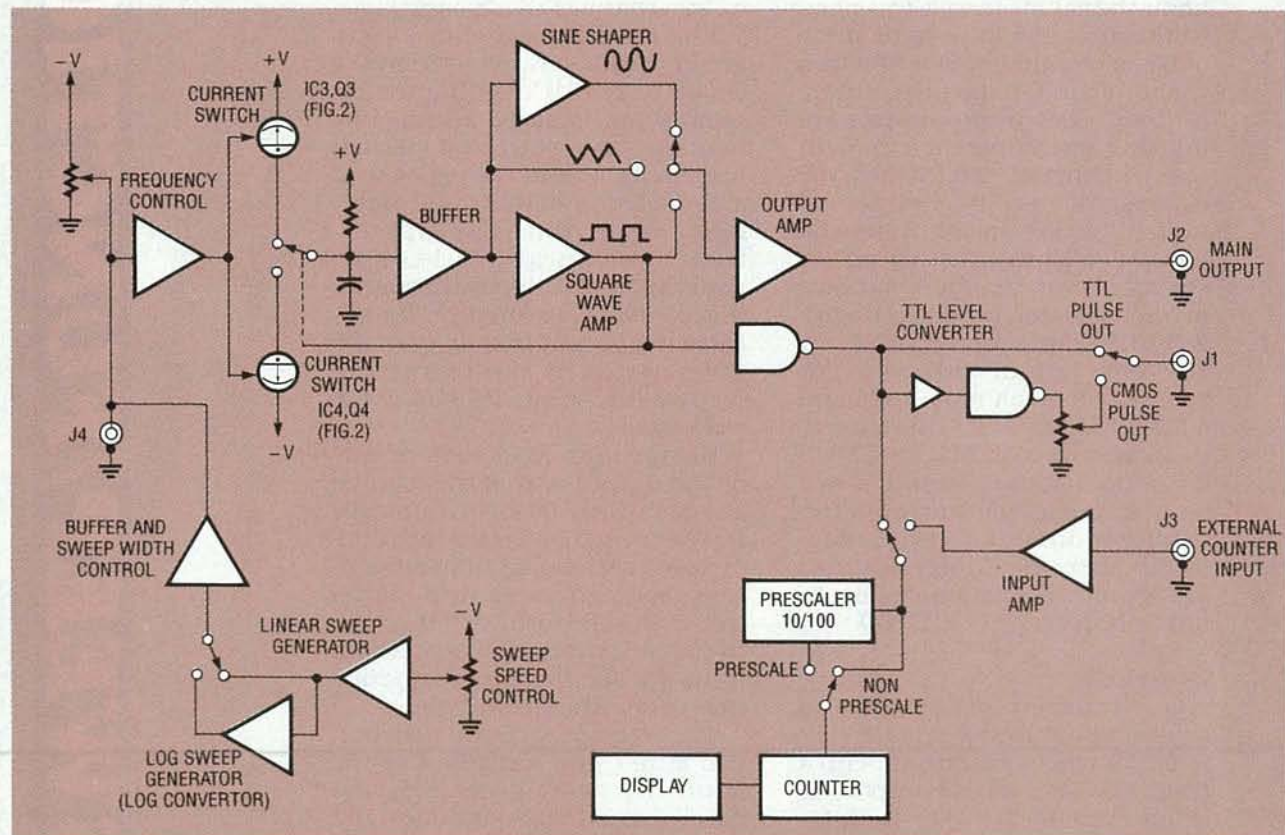 SINE SHAPER
−V
+V
IC3,Q3
(FIG.2)
CURRENT
SWITCH
+V
FREQUENCY
CONTROL
BUFFER
OUTPUT
AMP
J2
MAIN
OUTPUT
SQUARE
WAVE
AMP
TTL LEVEL
CONVERTER
TTL
PULSE
OUT
J1
CURRENT
SWITCH
IC4,Q4
(FIG.2)
−V
CMOS
PULSE
OUT
J4
BUFFER AND
SWEEP WIDTH
CONTROL
J3
EXTERNAL
COUNTER
INPUT
INPUT
AMP
LINEAR SWEEP
GENERATOR
−V
SWEEP
SPEED
CONTROL
PRESCALER
10/100
PRESCALE
NON
PRESCALE
LOG SWEEP
GENERATOR
(LOG CONVERTOR)
DISPLAY
COUNTER